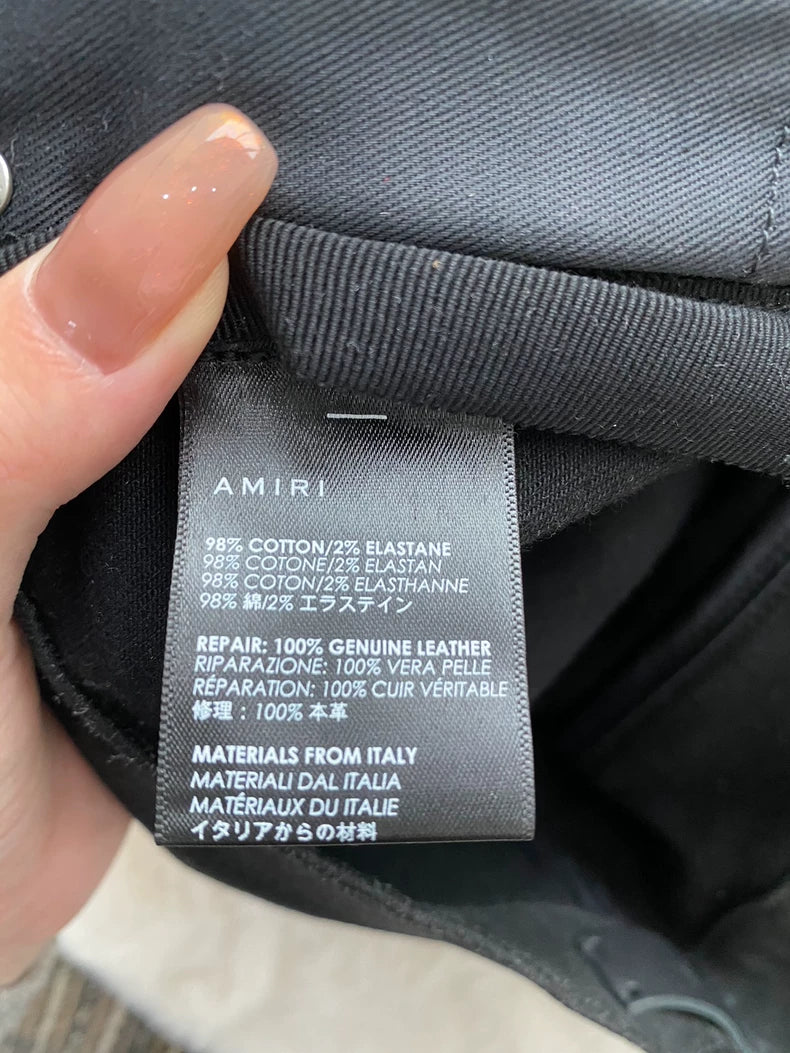 AMIRI
98% COTTON/2% ELASTANE
98% COTONE/2% ELASTAN
98% COTON/2% ELASTHANNE
98% 綿/2% エラステイン
REPAIR: 100% GENUINE LEATHER
RIPARAZIONE: 100% VERA PELLE
RÉPARATION: 100% CUIR VÉRITABLE
修理：100% 本革
MATERIALS FROM ITALY
MATERIALI DAL ITALIA
MATÉRIAUX DU ITALIE
イタリアからの材料